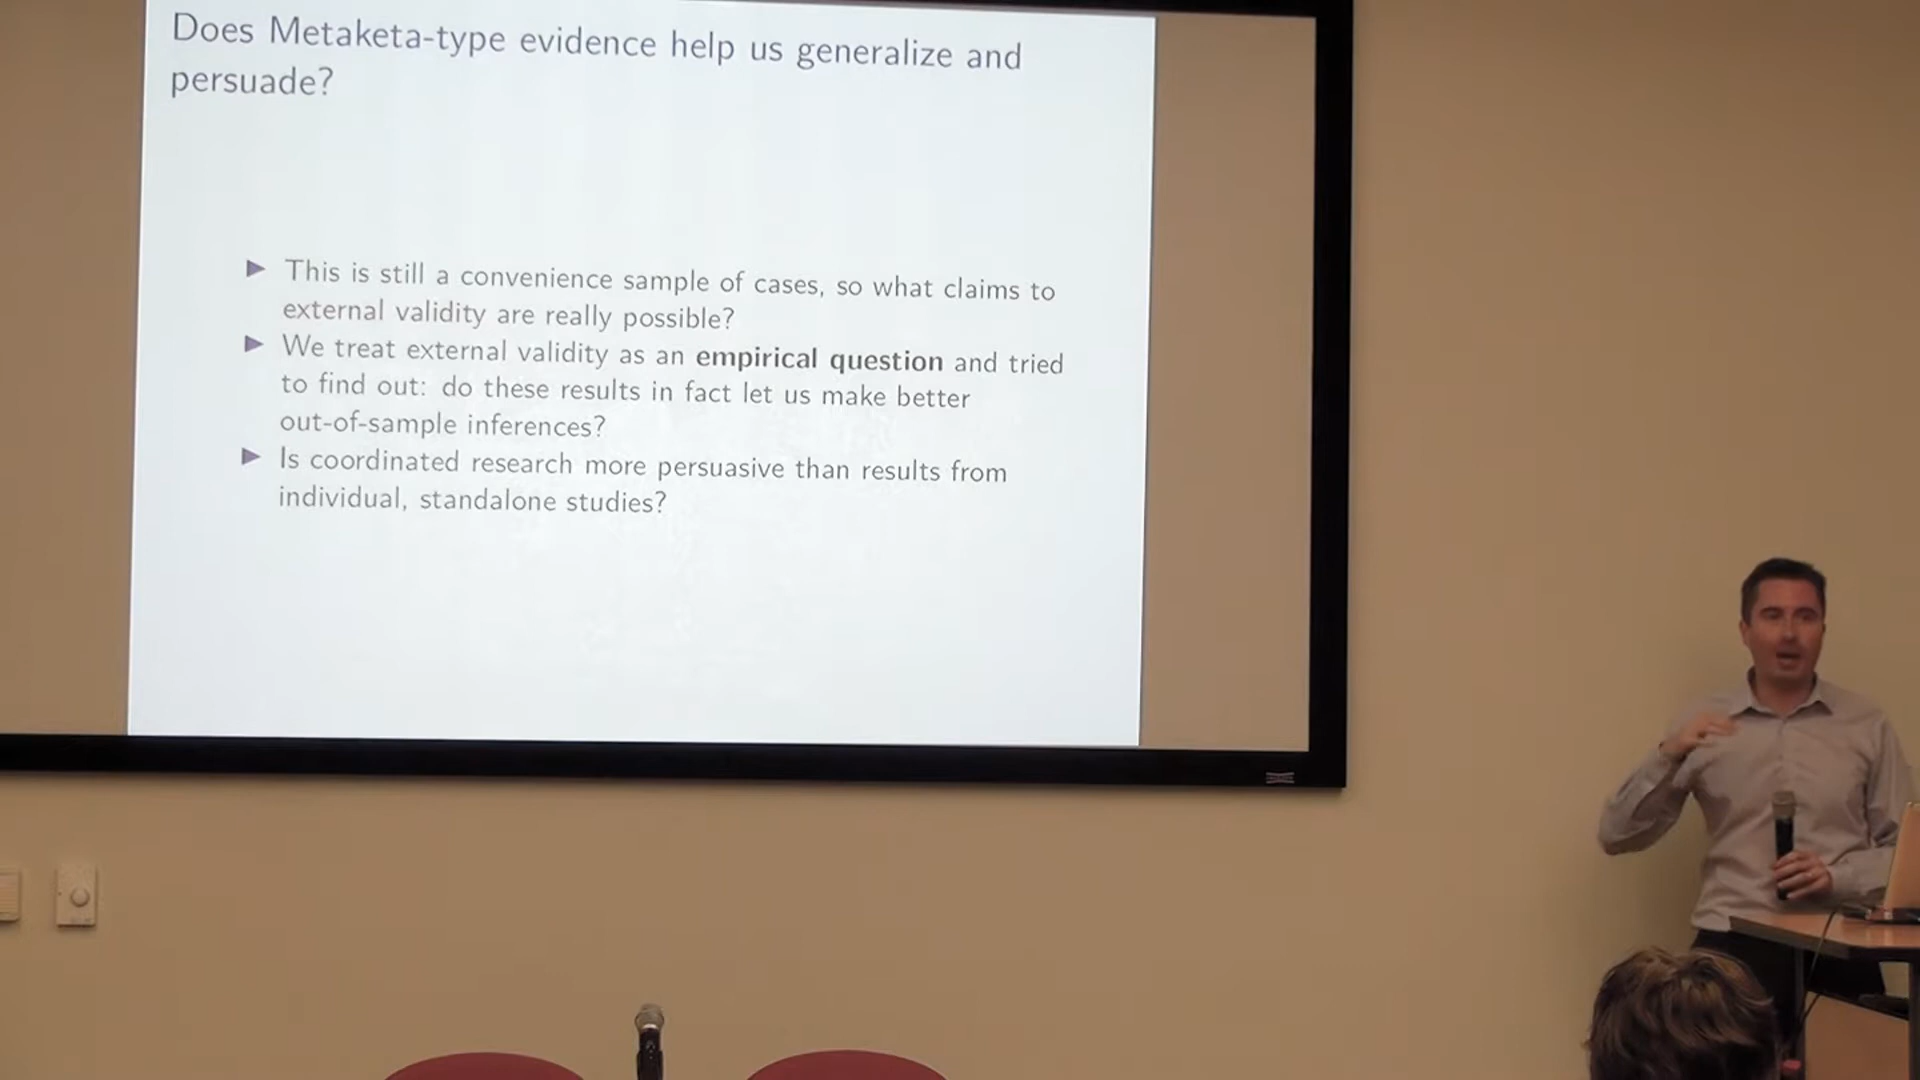 Does Metaketa-type evidence help us generalize and
persuade?
This is still a convenience sample of cases, so what claims to
external validity are really possible?
We treat external validity as an empirical question and tried
to find out: do these results in fact let us make better
out-of-sample inferences?
Is coordinated research more persuasive than results from
individual, standalone studies?